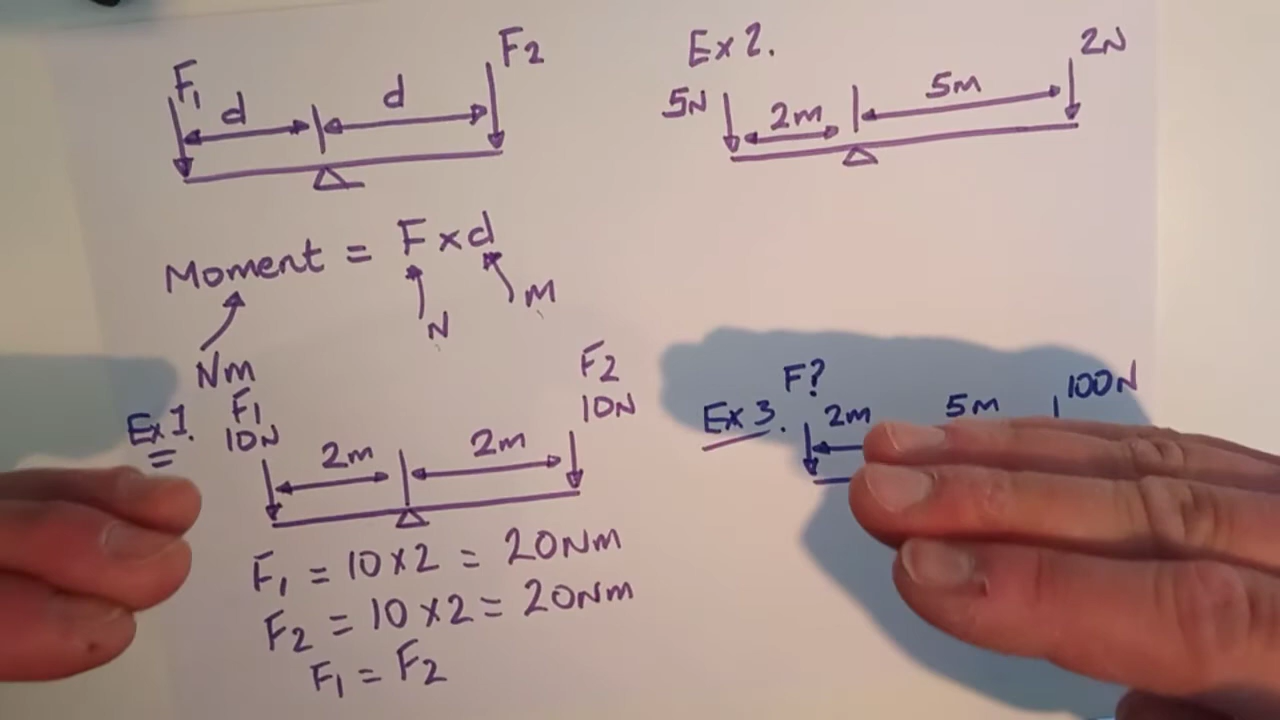 F1 d d F2
Moment = F x d
N
M
Nm
Ex 1.
F1
10N
2m 2m
F2
10N
F1 = 10 x 2 = 20Nm
F2 = 10 x 2 = 20Nm
F1 = F2
Ex 2.
5N 2m 5m 2N
Ex 3. F? 2m 5m 100N